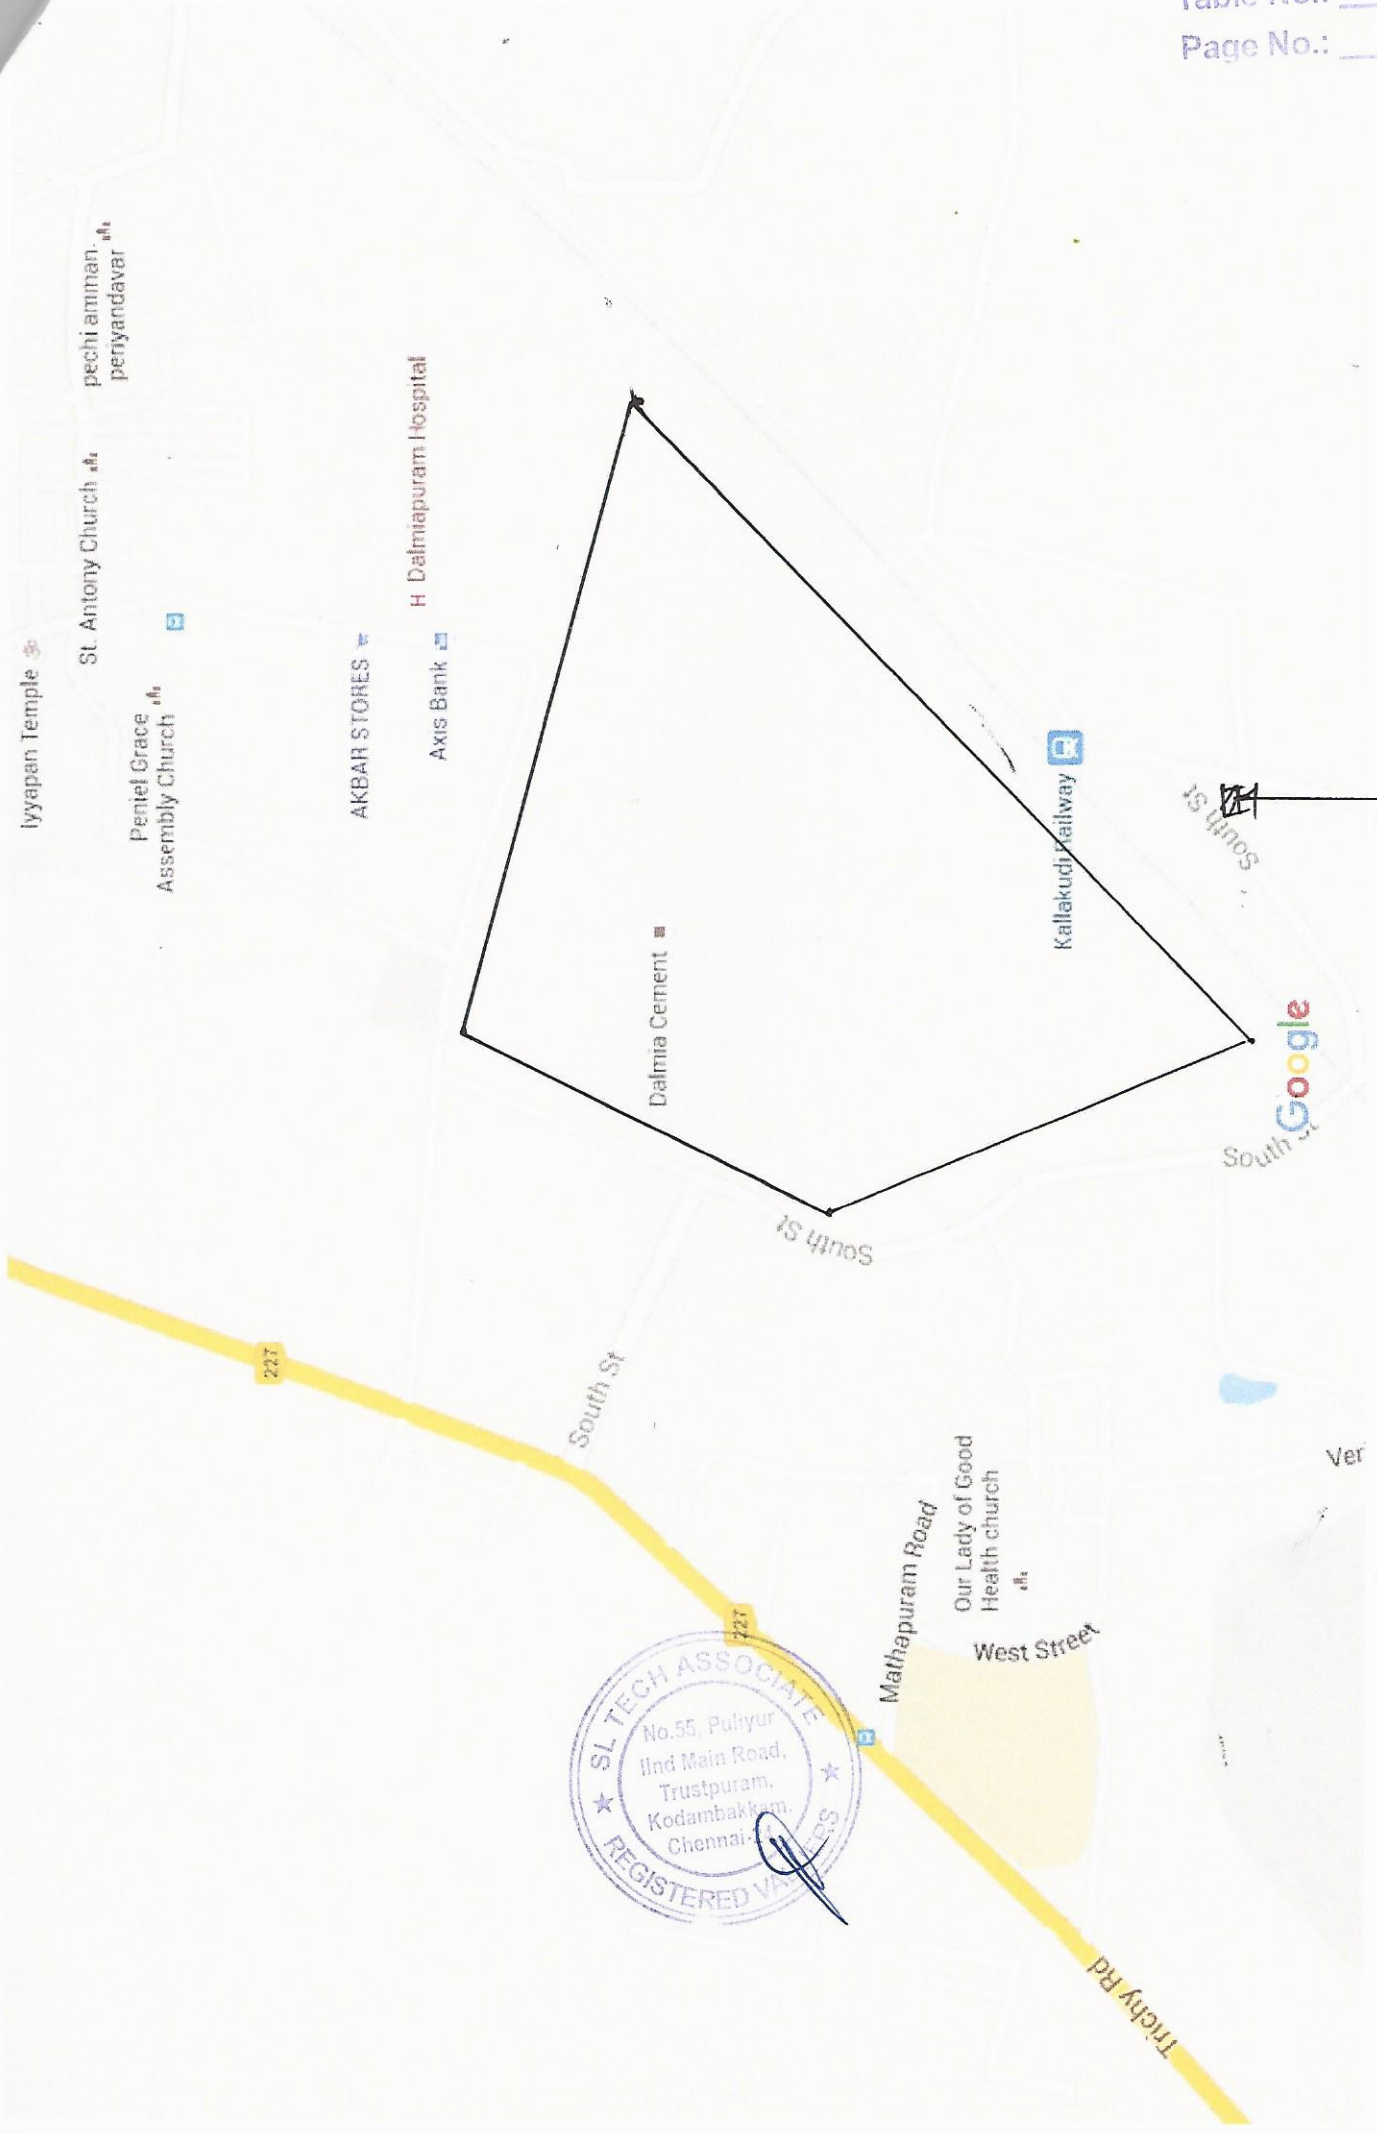 Page No.:
Iyyapan Temple
St. Antony Church
pechi amman
periyandavar
Peniel Grace
Assembly Church
AKBAR STORES
H Dalmiapuram Hospital
Axis Bank
Dalmia Cement
Kallakudi Railway
South St
Google
South St
South St
South St
227
227
Mathapuram Road
Our Lady of Good
Health church
West Street
Ver
Trichy Rd
SL TECH ASSOCIATE
No.55, Puliyur
IInd Main Road,
Trustpuram,
Kodambakkam,
Chennai-
REGISTERED